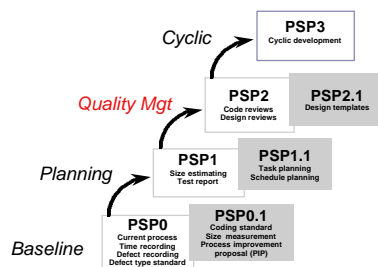 Cyclic
PSP3
Cyclic development
Quality Mgt
PSP2
Code reviews
Design reviews
PSP2.1
Design templates
Planning
PSP1
Size estimating
Test report
PSP1.1
Task planning
Schedule planning
Baseline
PSP0
Current process
Time recording
Defect recording
Defect type standard
PSP0.1
Coding standard
Size measurement
Process improvement
proposal (PIP)